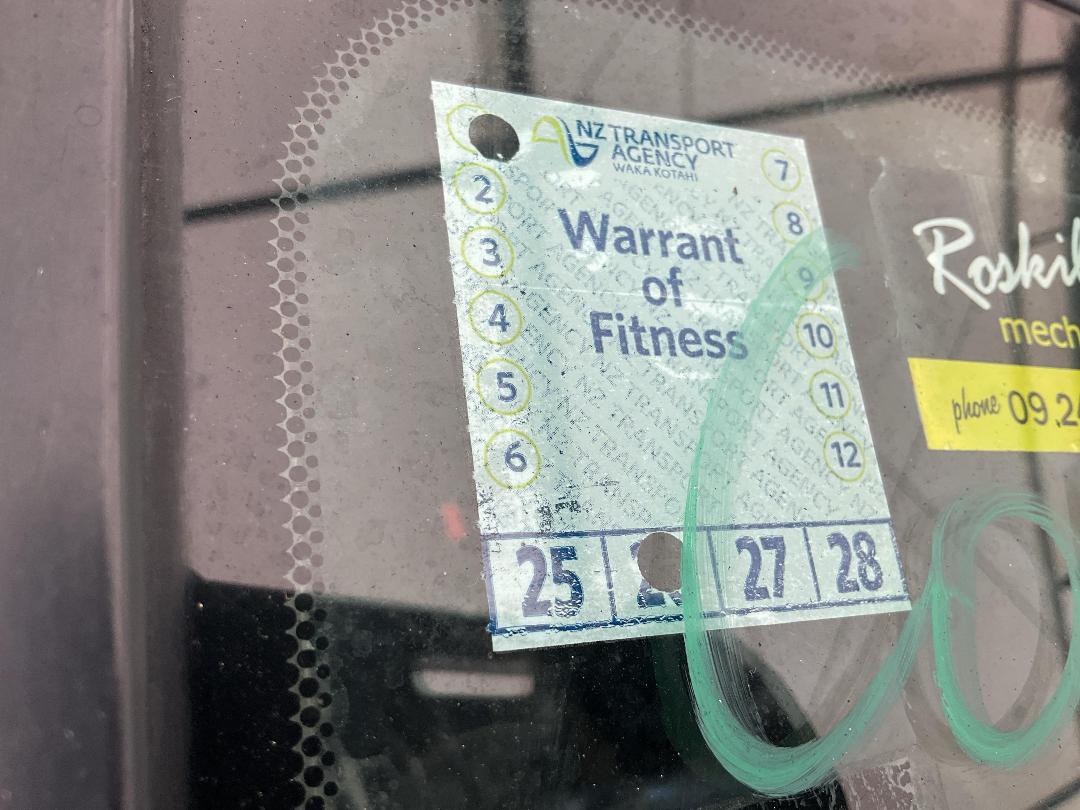 NZ TRANSPORT
AGENCY
WAKA KOTAHI
2
3
4
5
6
7
8
9
10
11
12
Warrant
of
Fitness
25
27
28
Roskil
mech
phone 09.2